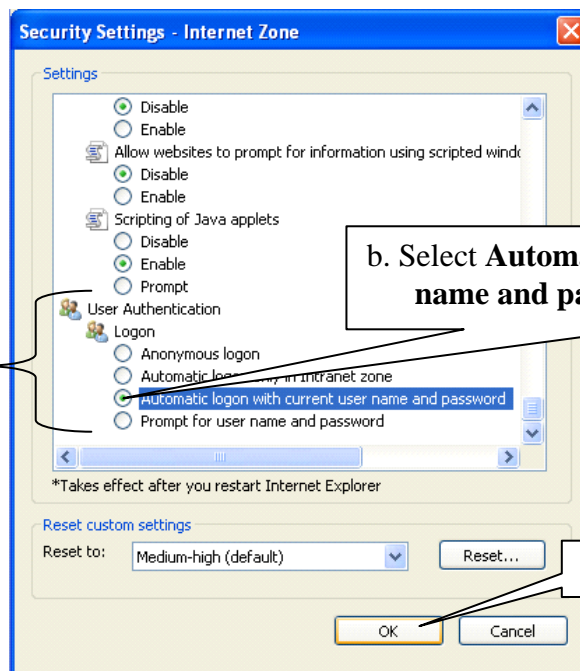 Security Settings - Internet Zone
Settings
Disable
Enable
Allow websites to prompt for information using scripted
Disable
Enable
Scripting of Java applets
Disable
Enable
Prompt
b. Select
name and
User Authentication
Logon
Anonymous logon
Automatic logon only in Intranet zone
Automatic logon with current user name and password
Prompt for user name and password
*Takes effect after you restart Internet Explorer
Reset custom settings
Reset to:
Medium-high (default)
Reset...
OK
Cancel